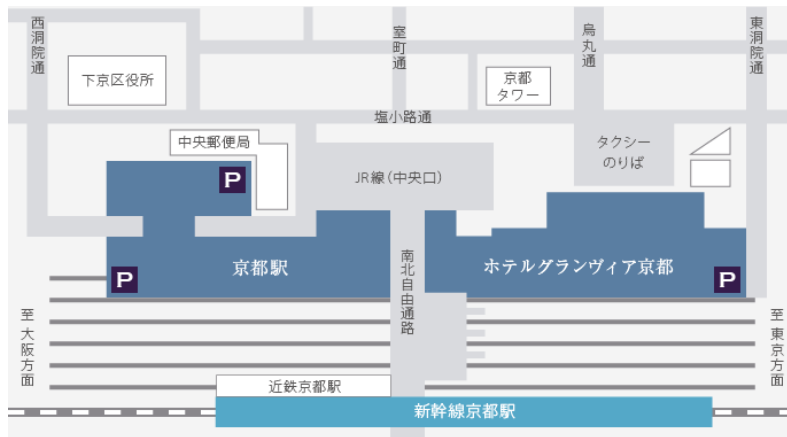 西洞院通
室町通
烏丸通
東洞院通
下京区役所
京都
タワー
塩小路通
中央郵便局
タクシー
のりば
JR線(中央口)
P
京都駅
P
南北自由通路
ホテルグランヴィア京都
P
至大阪方面
至東京方面
近鉄京都駅
新幹線京都駅